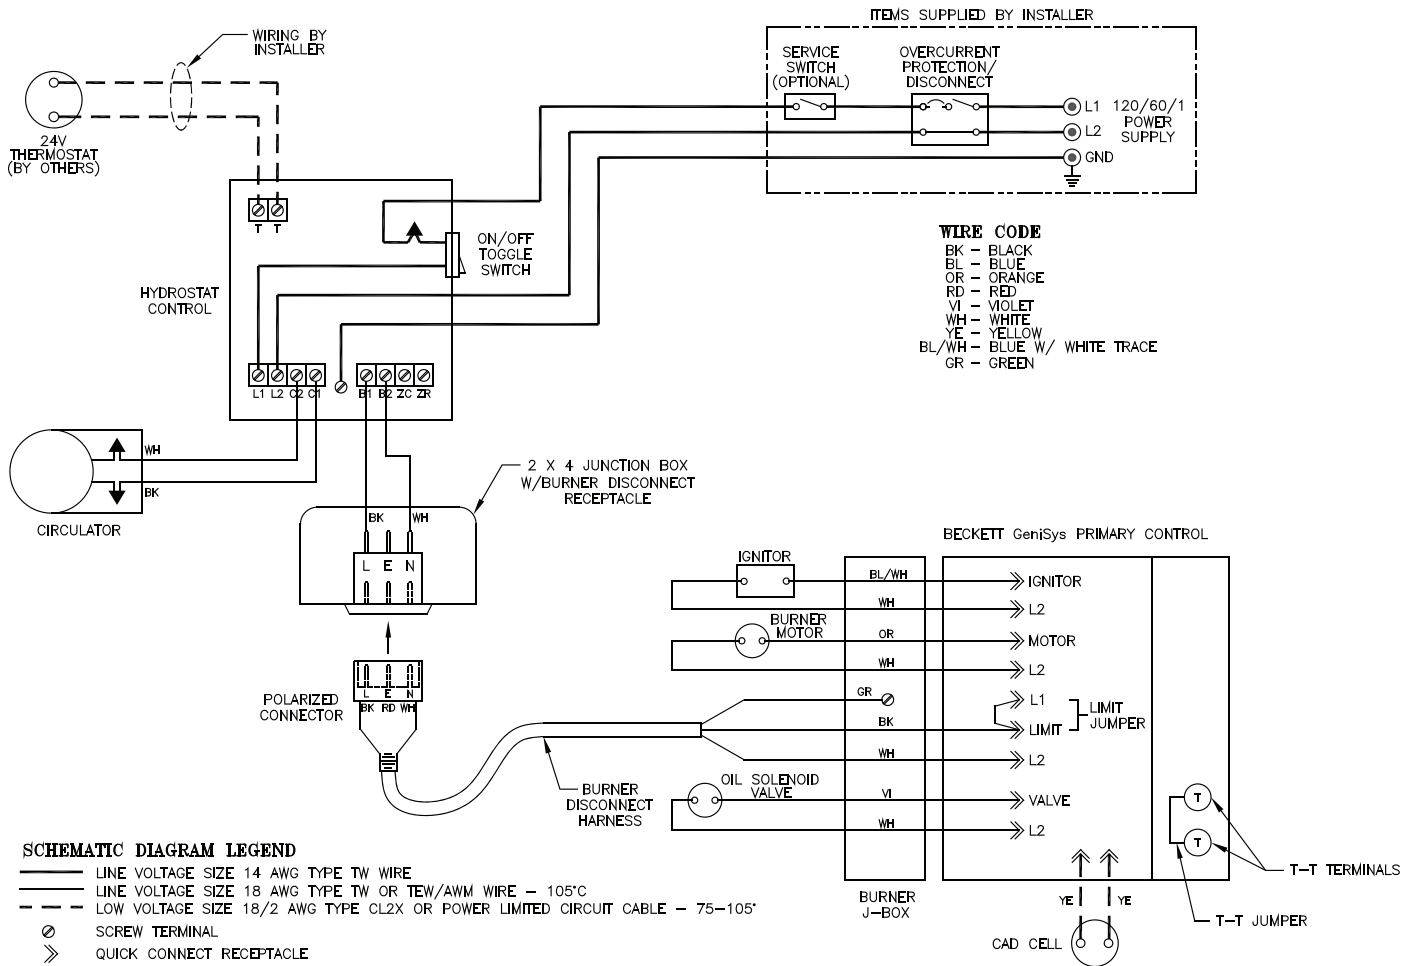 ITEMS SUPPLIED BY INSTALLER
WIRING BY
INSTALLER
SERVICE
SWITCH
(OPTIONAL)
OVERCURRENT
PROTECTION/
DISCONNECT
L1
L2
GND
120/60/1
POWER
SUPPLY
24V
THERMOSTAT
(BY OTHERS)
T T
ON/OFF
TOGGLE
SWITCH
HYDROSTAT
CONTROL
L1 L2 C2 C1
B1 B2 ZC ZR
WIRE CODE
BK – BLACK
BL – BLUE
OR – ORANGE
RD – RED
VI – VIOLET
WH – WHITE
YE – YELLOW
BL/WH – BLUE W/ WHITE TRACE
GR – GREEN
WH
BK
CIRCULATOR
2 X 4 JUNCTION BOX
W/BURNER DISCONNECT
RECEPTACLE
BK WH
L E N
POLARIZED
CONNECTOR
L E N
BK RD WH
BURNER
DISCONNECT
HARNESS
BECKETT GeniSys PRIMARY CONTROL
IGNITOR
BL/WH
IGNITOR
WH
L2
BURNER
MOTOR
OR
MOTOR
WH
L2
GR
L1
BK
LIMIT
LIMIT
JUMPER
WH
L2
OIL SOLENOID
VALVE
VI
VALVE
WH
L2
T
T
T–T TERMINALS
T–T JUMPER
BURNER
J–BOX
YE YE
CAD CELL
SCHEMATIC DIAGRAM LEGEND
LINE VOLTAGE SIZE 14 AWG TYPE TW WIRE
LINE VOLTAGE SIZE 18 AWG TYPE TW OR TEW/AWM WIRE – 105°C
LOW VOLTAGE SIZE 18/2 AWG TYPE CL2X OR POWER LIMITED CIRCUIT CABLE – 75–105°
SCREW TERMINAL
QUICK CONNECT RECEPTACLE